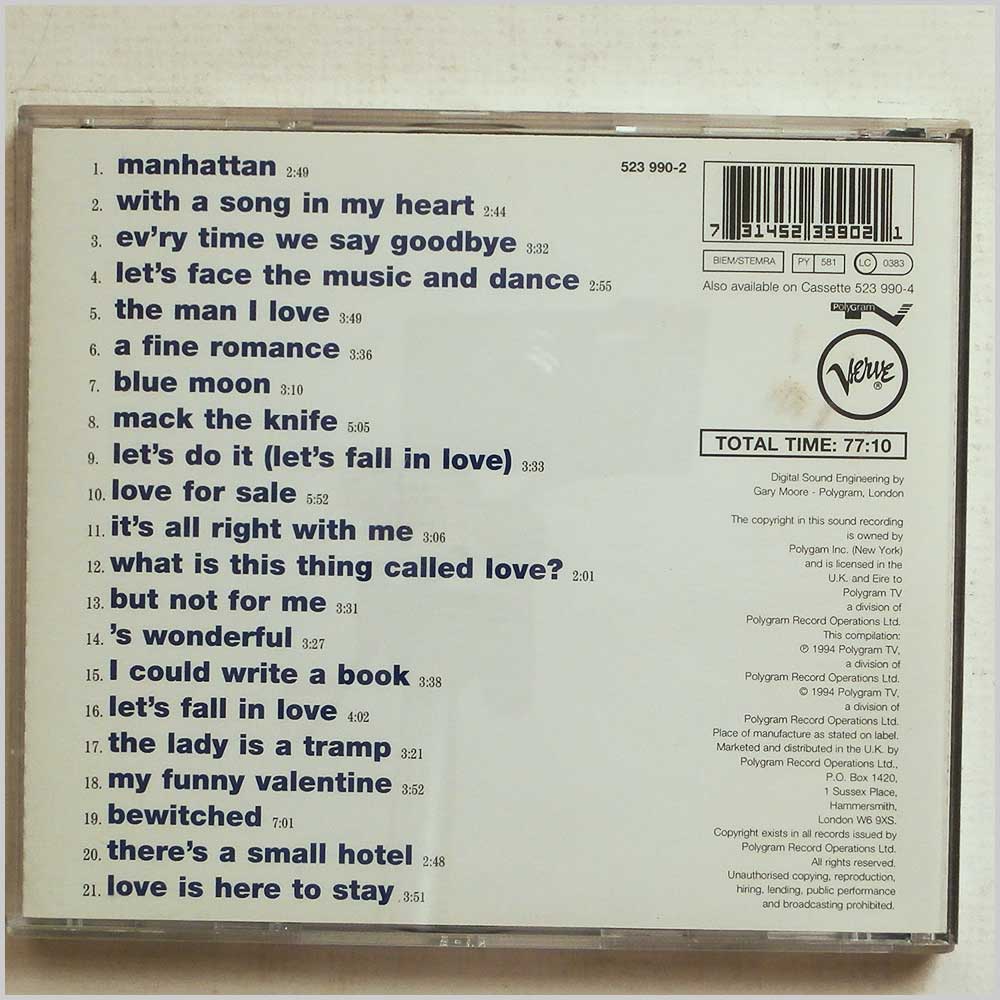 1. manhattan 2:49
2. with a song in my heart 2:44
3. ev'ry time we say goodbye 3:32
4. let's face the music and dance 2:55
5. the man I love 3:49
6. a fine romance 3:36
7. blue moon 3:10
8. mack the knife 5:05
9. let's do it (let's fall in love) 3:33
10. love for sale 5:52
11. it's all right with me 3:06
12. what is this thing called love? 2:01
13. but not for me 3:31
14. 's wonderful 3:27
15. I could write a book 3:38
16. let's fall in love 4:02
17. the lady is a tramp 3:21
18. my funny valentine 3:52
19. bewitched 7:01
20. there's a small hotel 2:48
21. love is here to stay 3:51
523 990-2
7 31452 39902 1
BIEM/STEMRA PY 581 LC 0383
Also available on Cassette 523 990-4
PolyGram
Verve ®
TOTAL TIME: 77:10
Digital Sound Engineering by
Gary Moore - Polygram, London
The copyright in this sound recording
is owned by
Polygam Inc. (New York)
and is licensed in the
U.K. and Eire to
Polygram TV
a division of
Polygram Record Operations Ltd.
This compilation:
℗ 1994 Polygram TV,
a division of
Polygram Record Operations Ltd.
© 1994 Polygram TV,
a division of
Polygram Record Operations Ltd.
Place of manufacture as stated on label.
Marketed and distributed in the U.K. by
Polygram Record Operations Ltd.,
P.O. Box 1420,
1 Sussex Place,
Hammersmith,
London W6 9XS.
Copyright exists in all records issued by
Polygram Record Operations Ltd.
All rights reserved.
Unauthorised copying, reproduction,
hiring, lending, public performance
and broadcasting prohibited.